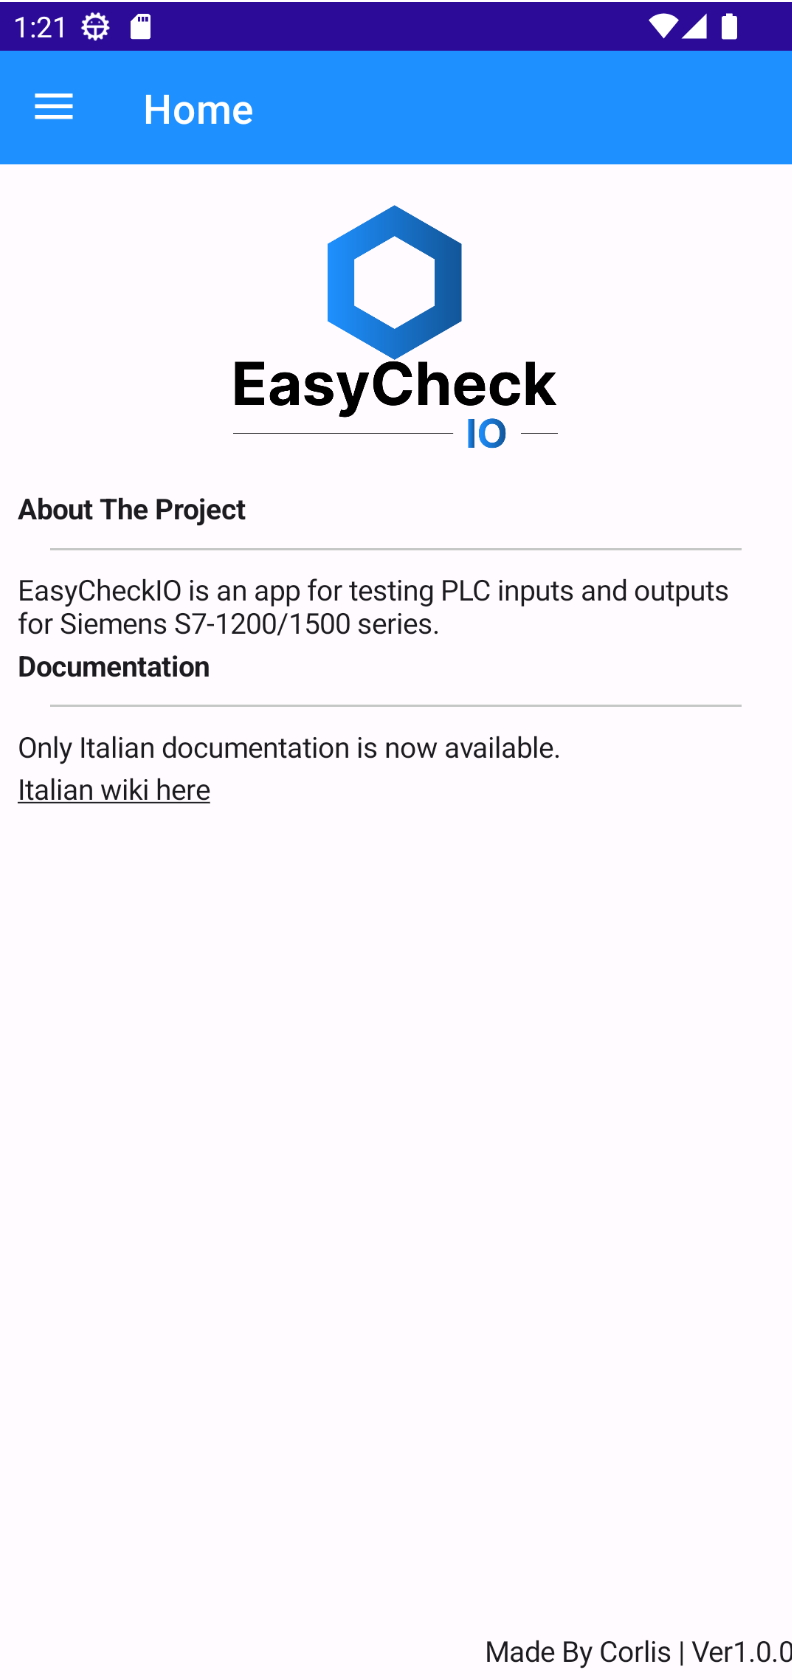 1:21
Home
EasyCheck
IO
About The Project
EasyCheckIO is an app for testing PLC inputs and outputs
for Siemens S7-1200/1500 series.
Documentation
Only Italian documentation is now available.
Italian wiki here
Made By Corlis | Ver1.0.0